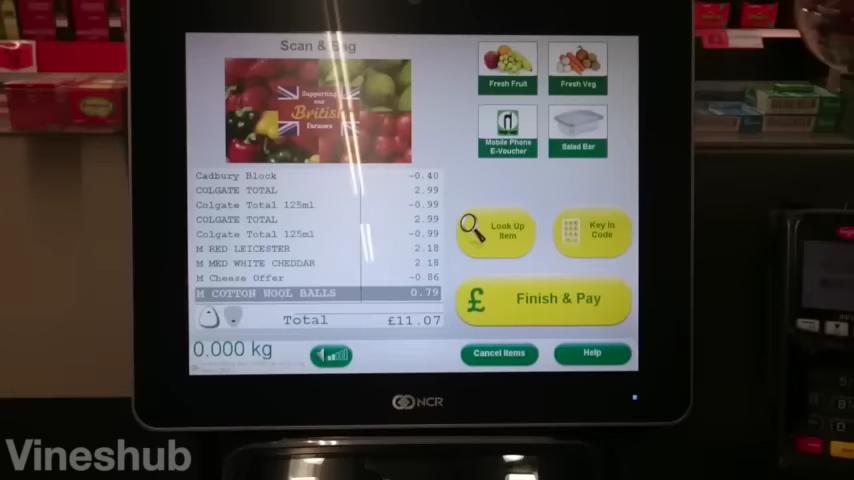 Scan & Bag
Supporting
our
British
Farmers
Fresh Fruit
Fresh Veg
Mobile Phone
E-Voucher
Salad Bar
Cadbury Block -0.40
COLGATE TOTAL 2.99
Colgate Total 125ml -0.99
COLGATE TOTAL 2.99
Colgate Total 125ml -0.99
M RED LEICESTER 2.18
M MED WHITE CHEDDAR 2 18
M Cheese Offer -0.86
M COTTON WOOL BALLS 0.79
Total £11.07
Look Up
Item
Key In
Code
£ Finish & Pay
0.000 kg
Cancel Items
Help
NCR
Vineshub